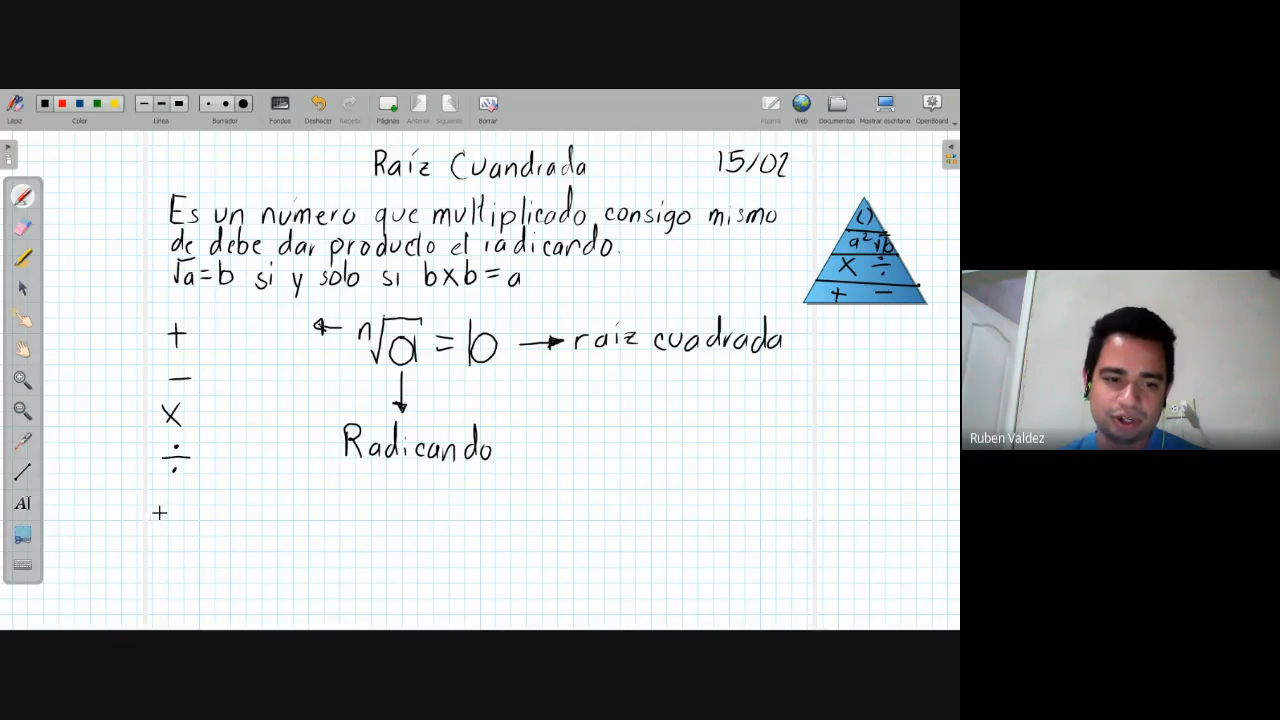 Lápiz Color Línea Borrador Fondos Deshacer Repetir Páginas Anterior Siguiente Borrar Pizarra Web Documentos Mostrar escritorio OpenBoard
Raíz Cuandrada 15/02
Es un número que multiplicado consigo mismo
de debe dar producto el radicando.
√a = b si y solo si b x b = a
()
a² √b
x ÷
+ −
+
−
x
÷
← ⁿ√a = b → raíz cuadrada
↓
Radicando
AI
Ruben Valdez